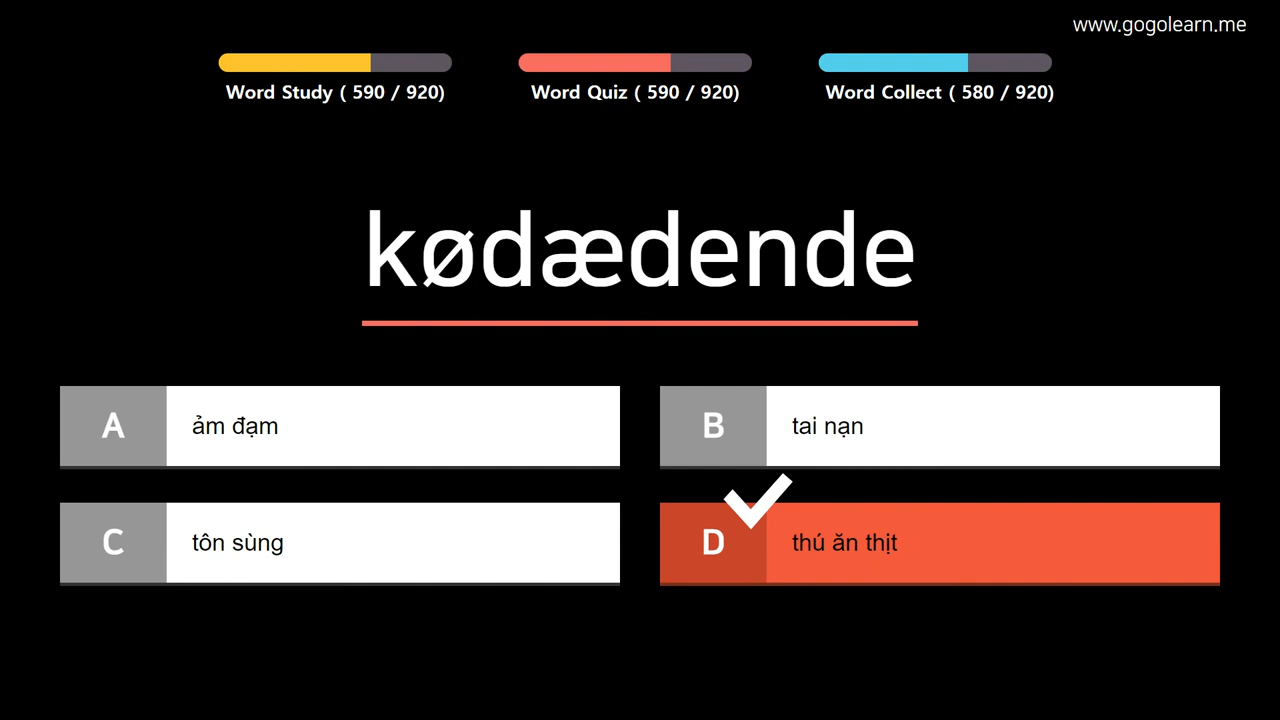 www.gogolearn.me
Word Study ( 590 / 920)
Word Quiz ( 590 / 920)
Word Collect ( 580 / 920)
kødædende
A ảm đạm
B tai nạn
C tôn sùng
D thú ăn thịt